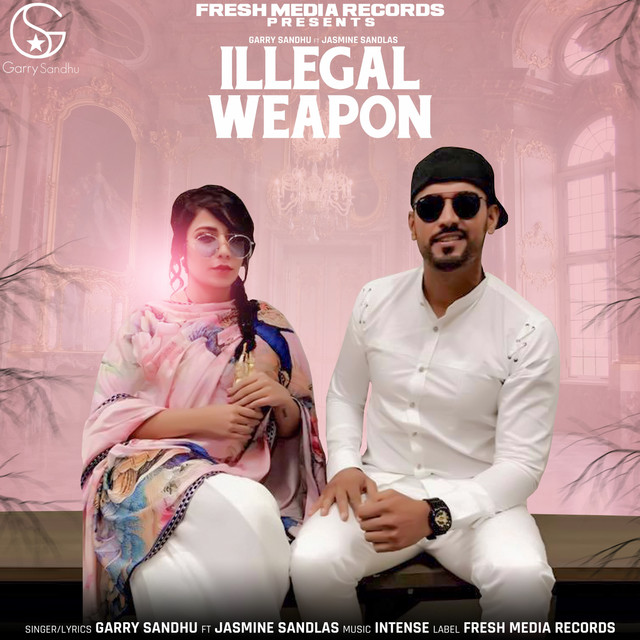 FRESH MEDIA RECORDS
PRESENTS
GS
Garry Sandhu
GARRY SANDHU FT JASMINE SANDLAS
ILLEGAL
WEAPON
SINGER/LYRICS GARRY SANDHU FT JASMINE SANDLAS MUSIC INTENSE LABEL FRESH MEDIA RECORDS